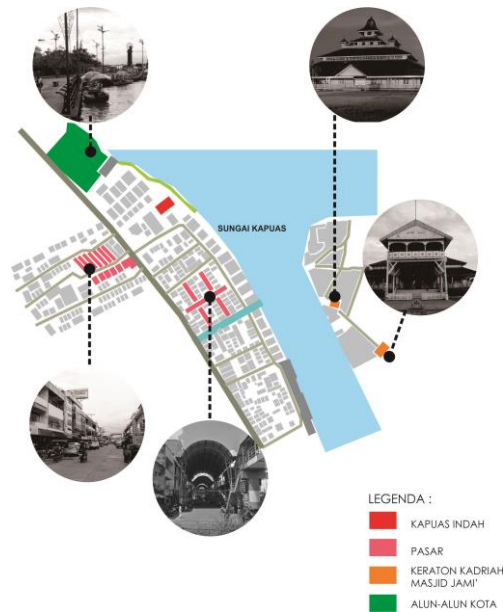 SUNGAI KAPUAS
LEGENDA :
KAPUAS INDAH
PASAR
KERATON KADRIAH
MASJID JAMI'
ALUN-ALUN KOTA